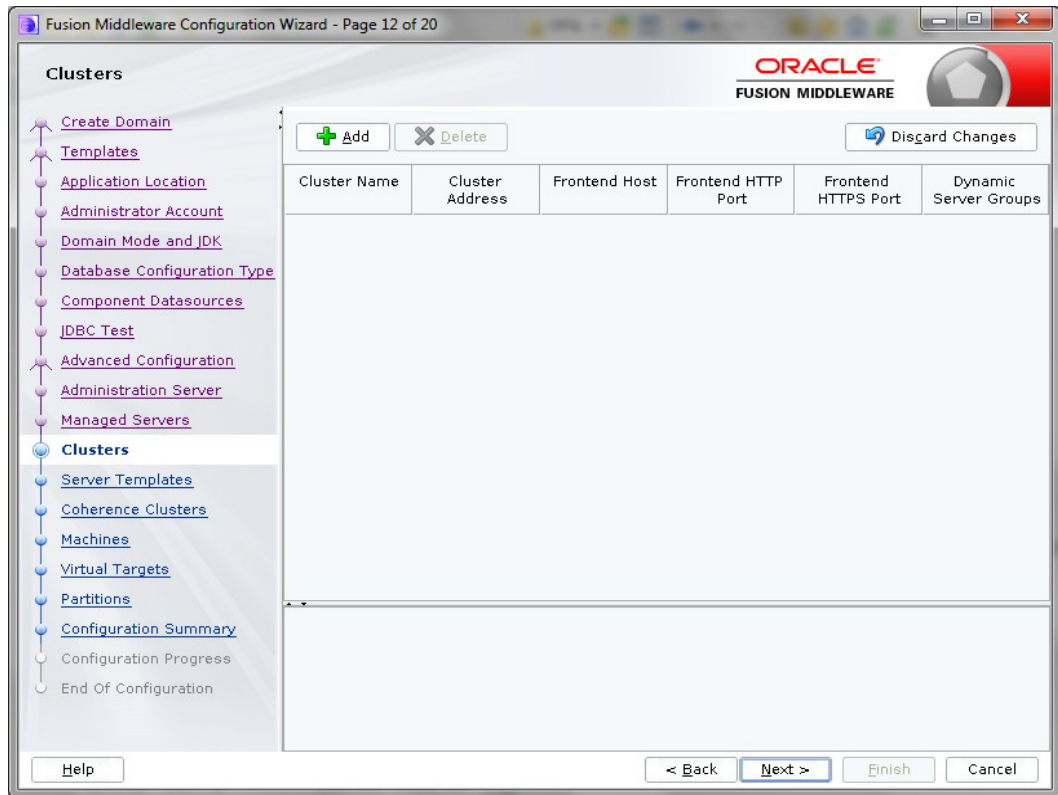 Fusion Middleware Configuration Wizard - Page 12 of 20
Clusters
ORACLE
FUSION MIDDLEWARE
Create Domain
Templates
Application Location
Administrator Account
Domain Mode and JDK
Database Configuration Type
Component Datasources
JDBC Test
Advanced Configuration
Administration Server
Managed Servers
Clusters
Server Templates
Coherence Clusters
Machines
Virtual Targets
Partitions
Configuration Summary
Configuration Progress
End Of Configuration
Add Delete Discard Changes
Cluster Name Cluster Address Frontend Host Frontend HTTP Port Frontend HTTPS Port Dynamic Server Groups
Help < Back Next > Finish Cancel